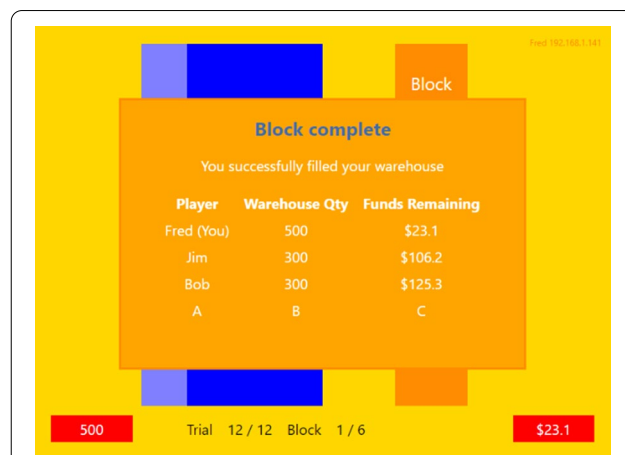 Fred 192.168.1.141
Block
Block complete
You successfully filled your warehouse
Player Warehouse Qty Funds Remaining
Fred (You) 500 $23.1
Jim 300 $106.2
Bob 300 $125.3
A B C
500 Trial 12 / 12 Block 1 / 6 $23.1